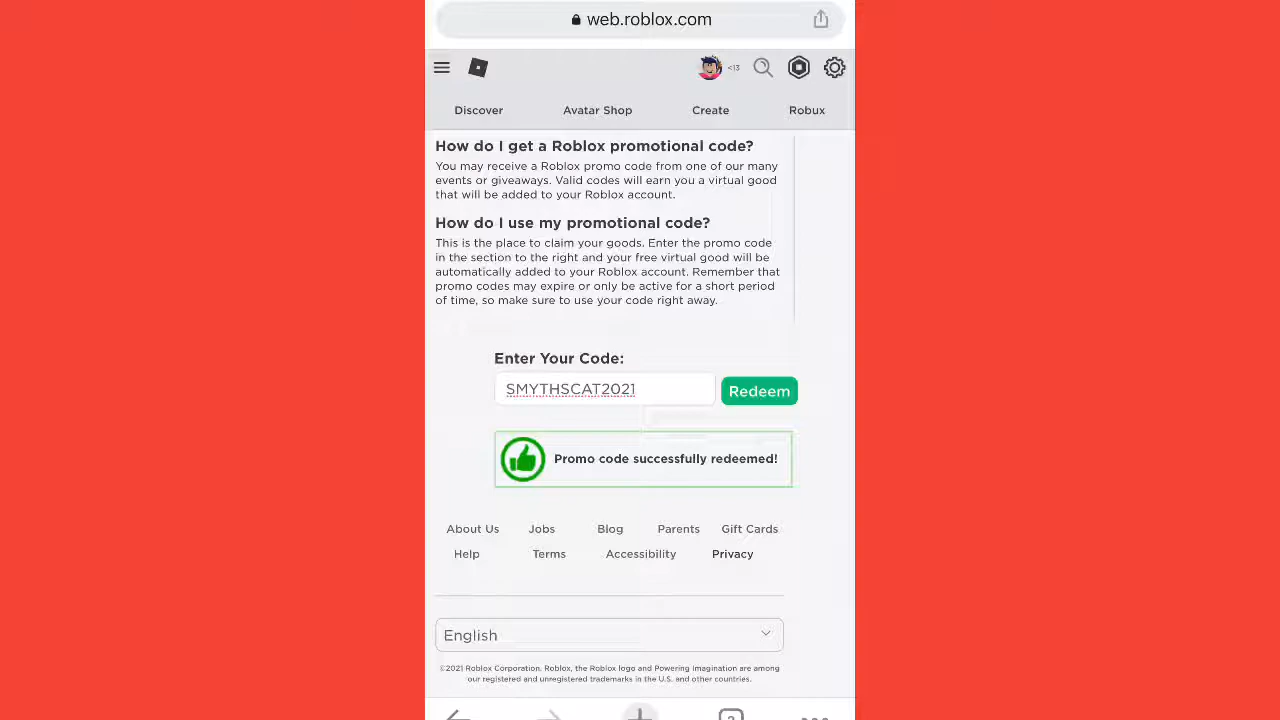 web.roblox.com
<13
Discover Avatar Shop Create Robux
How do I get a Roblox promotional code?
You may receive a Roblox promo code from one of our many
events or giveaways. Valid codes will earn you a virtual good
that will be added to your Roblox account.
How do I use my promotional code?
This is the place to claim your goods. Enter the promo code
in the section to the right and your free virtual good will be
automatically added to your Roblox account. Remember that
promo codes may expire or only be active for a short period
of time, so make sure to use your code right away.
Enter Your Code:
SMYTHSCAT2021
Redeem
Promo code successfully redeemed!
About Us Jobs Blog Parents Gift Cards
Help Terms Accessibility Privacy
English
©2021 Roblox Corporation. Roblox, the Roblox logo and Powering Imagination are among
our registered and unregistered trademarks in the U.S. and other countries.